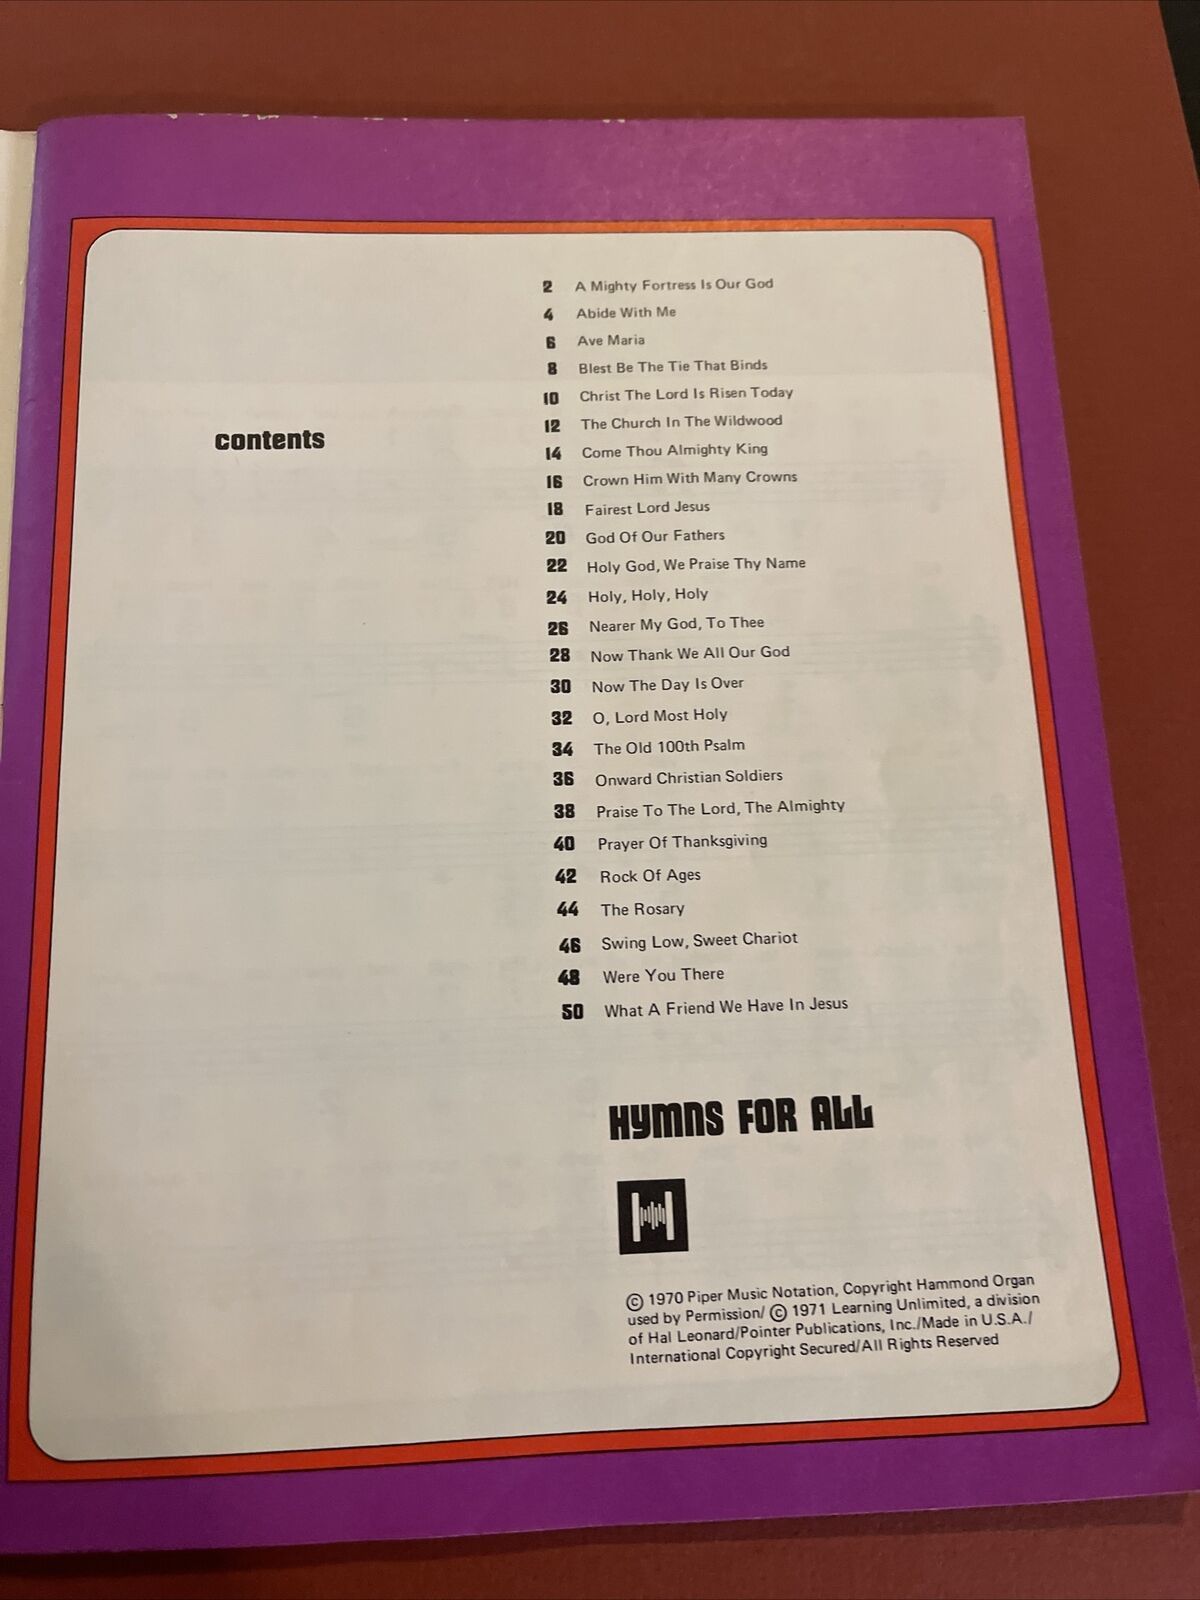 contents
2 A Mighty Fortress Is Our God
4 Abide With Me
6 Ave Maria
8 Blest Be The Tie That Binds
10 Christ The Lord Is Risen Today
12 The Church In The Wildwood
14 Come Thou Almighty King
16 Crown Him With Many Crowns
18 Fairest Lord Jesus
20 God Of Our Fathers
22 Holy God, We Praise Thy Name
24 Holy, Holy, Holy
26 Nearer My God, To Thee
28 Now Thank We All Our God
30 Now The Day Is Over
32 O, Lord Most Holy
34 The Old 100th Psalm
36 Onward Christian Soldiers
38 Praise To The Lord, The Almighty
40 Prayer Of Thanksgiving
42 Rock Of Ages
44 The Rosary
46 Swing Low, Sweet Chariot
48 Were You There
50 What A Friend We Have In Jesus
HYMNS FOR ALL
© 1970 Piper Music Notation, Copyright Hammond Organ
used by Permission/ © 1971 Learning Unlimited, a division
of Hal Leonard/Pointer Publications, Inc./Made in U.S.A./
International Copyright Secured/All Rights Reserved